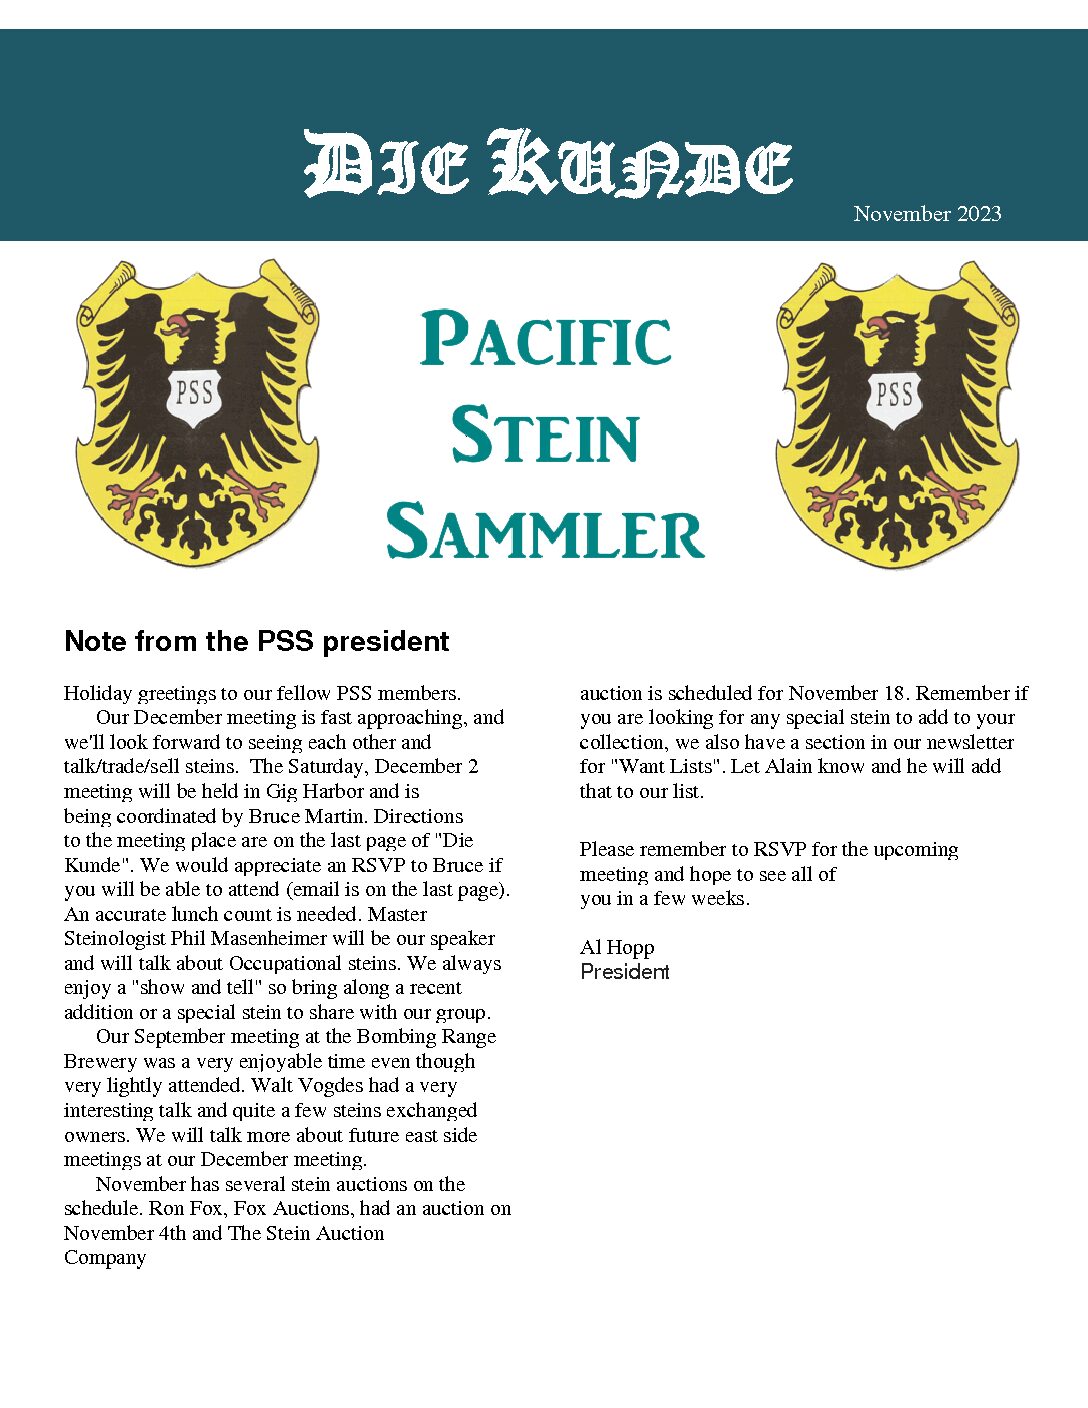 DIE KUNDE
November 2023
PSS
PACIFIC
STEIN
SAMMLER
PSS
Note from the PSS president
Holiday greetings to our fellow PSS members.
Our December meeting is fast approaching, and
we'll look forward to seeing each other and
talk/trade/sell steins.  The Saturday, December 2
meeting will be held in Gig Harbor and is
being coordinated by Bruce Martin. Directions
to the meeting place are on the last page of "Die
Kunde". We would appreciate an RSVP to Bruce if
you will be able to attend (email is on the last page).
An accurate lunch count is needed. Master
Steinologist Phil Masenheimer will be our speaker
and will talk about Occupational steins. We always
enjoy a "show and tell" so bring along a recent
addition or a special stein to share with our group.
Our September meeting at the Bombing Range
Brewery was a very enjoyable time even though
very lightly attended. Walt Vogdes had a very
interesting talk and quite a few steins exchanged
owners. We will talk more about future east side
meetings at our December meeting.
November has several stein auctions on the
schedule. Ron Fox, Fox Auctions, had an auction on
November 4th and The Stein Auction
Company
auction is scheduled for November 18. Remember if
you are looking for any special stein to add to your
collection, we also have a section in our newsletter
for "Want Lists". Let Alain know and he will add
that to our list.
Please remember to RSVP for the upcoming
meeting and hope to see all of
you in a few weeks.
Al Hopp
President